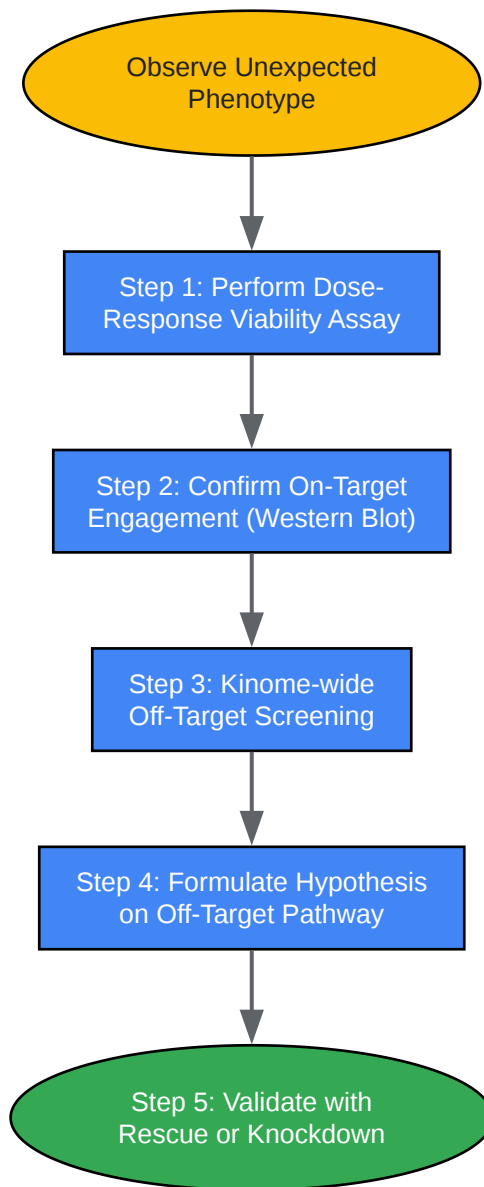 Observe Unexpected
Phenotype
Step 1: Perform Dose-
Response Viability Assay
Step 2: Confirm On-Target
Engagement (Western Blot)
Step 3: Kinome-wide
Off-Target Screening
Step 4: Formulate Hypothesis
on Off-Target Pathway
Step 5: Validate with
Rescue or Knockdown